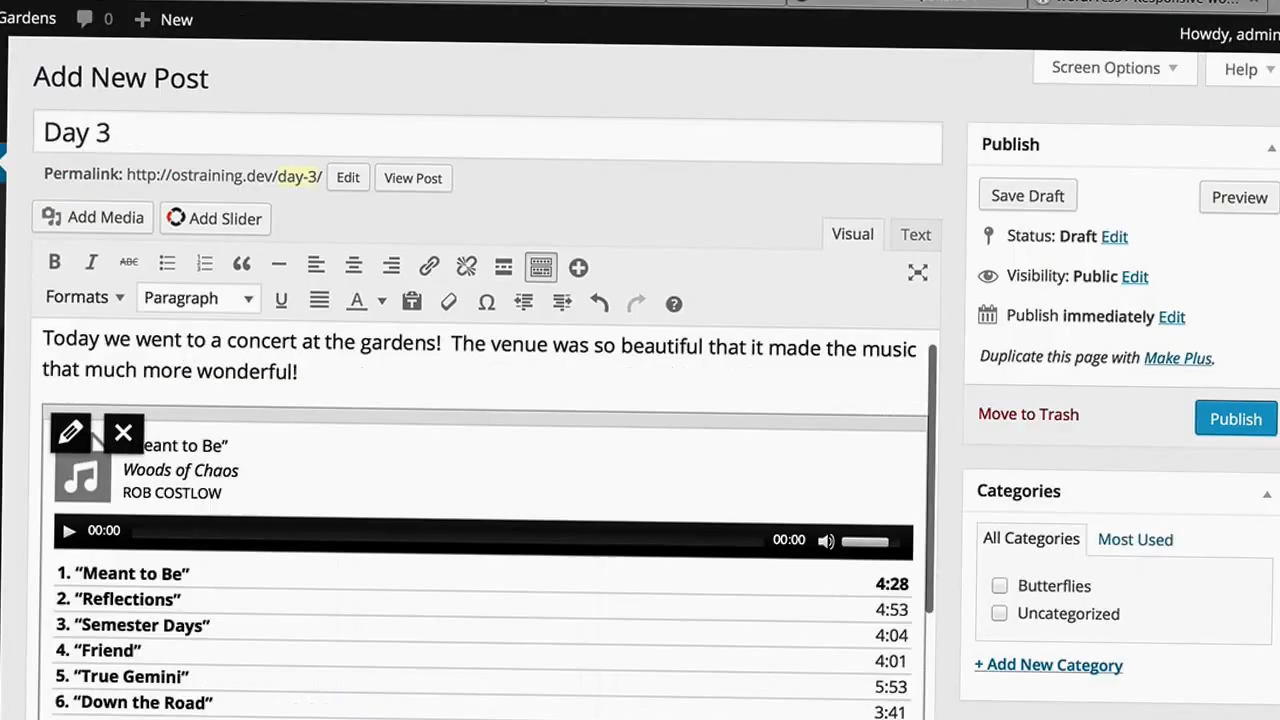 Gardens 0 New
Howdy, admin
Add New Post
Screen Options Help
Day 3
Permalink: http://ostraining.dev/day-3/ Edit View Post
Add Media Add Slider
Visual Text
B I ABC
Formats Paragraph U A
Today we went to a concert at the gardens! The venue was so beautiful that it made the music
that much more wonderful!
eant to Be”
Woods of Chaos
ROB COSTLOW
00:00 00:00
1. “Meant to Be” 4:28
2. “Reflections” 4:53
3. “Semester Days” 4:04
4. “Friend” 4:01
5. “True Gemini” 5:53
6. “Down the Road” 3:41
Publish
Save Draft Preview
Status: Draft Edit
Visibility: Public Edit
Publish immediately Edit
Duplicate this page with Make Plus.
Move to Trash Publish
Categories
All Categories Most Used
Butterflies
Uncategorized
+ Add New Category